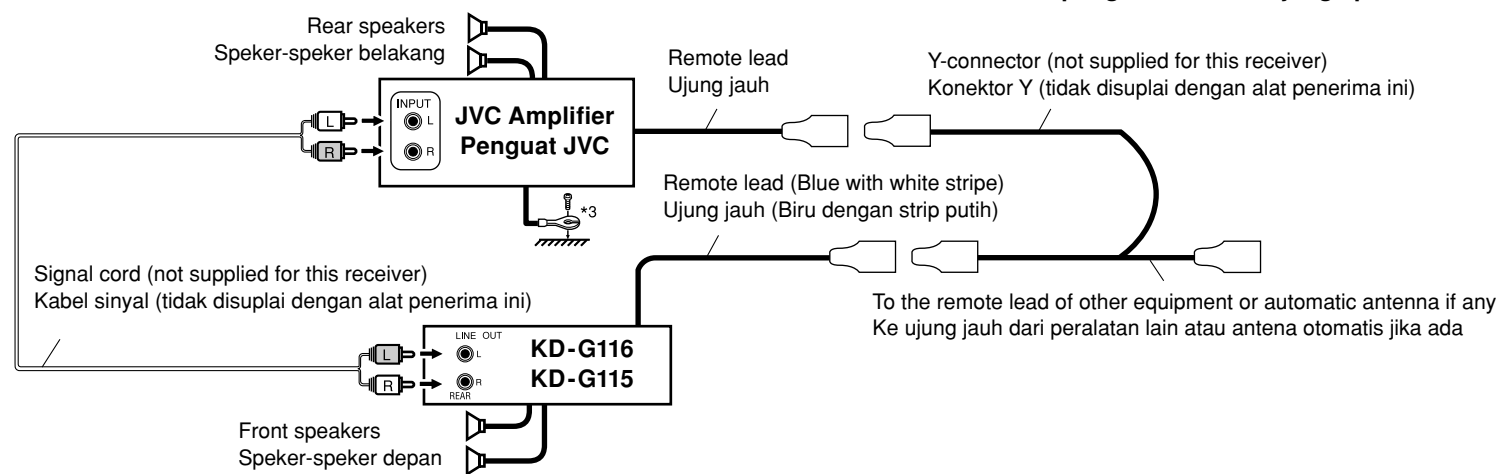 Rear speakers
Speker-speker belakang
Remote lead
Ujung jauh
Y-connector (not supplied for this receiver)
Konektor Y (tidak disuplai dengan alat penerima ini)
INPUT
L
R
L
R
JVC Amplifier
Penguat JVC
*3
Remote lead (Blue with white stripe)
Ujung jauh (Biru dengan strip putih)
Signal cord (not supplied for this receiver)
Kabel sinyal (tidak disuplai dengan alat penerima ini)
To the remote lead of other equipment or automatic antenna if any
Ke ujung jauh dari peralatan lain atau antena otomatis jika ada
LINE OUT
L
R
L
R
REAR
KD-G116
KD-G115
Front speakers
Speker-speker depan